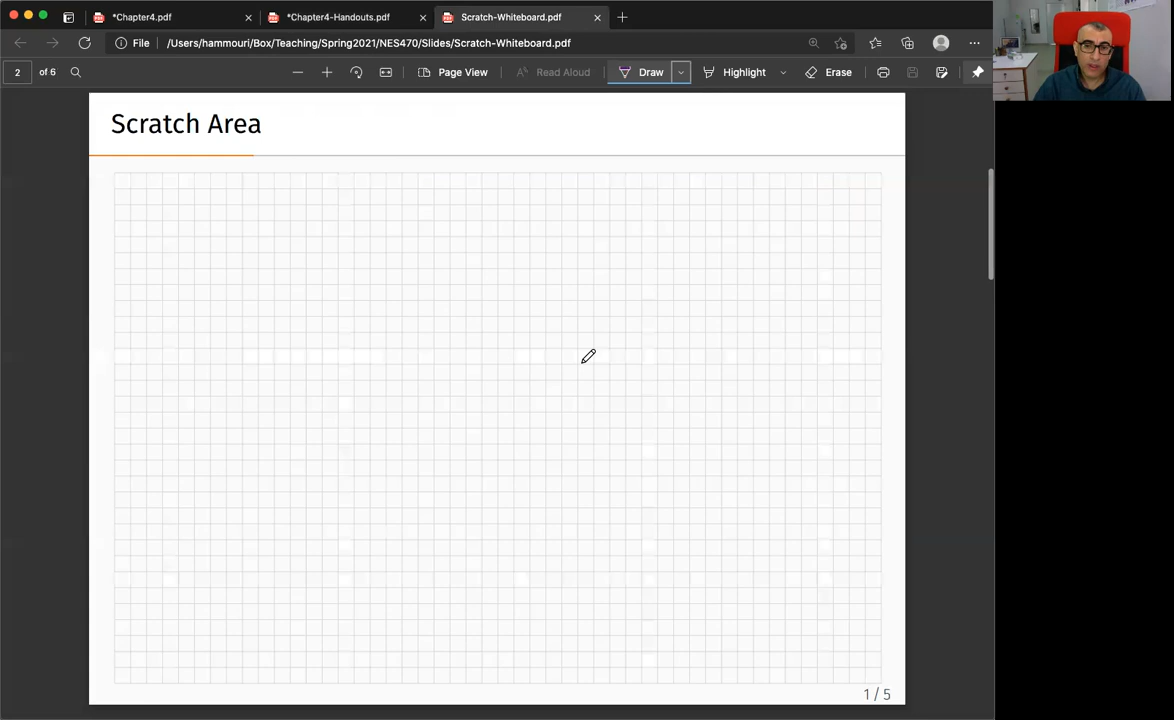 *Chapter4.pdf
*Chapter4-Handouts.pdf
Scratch-Whiteboard.pdf
File
/Users/hammouri/Box/Teaching/Spring2021/NES470/Slides/Scratch-Whiteboard.pdf
2 of 6
Page View
Read Aloud
Draw
Highlight
Erase
Scratch Area
1 / 5